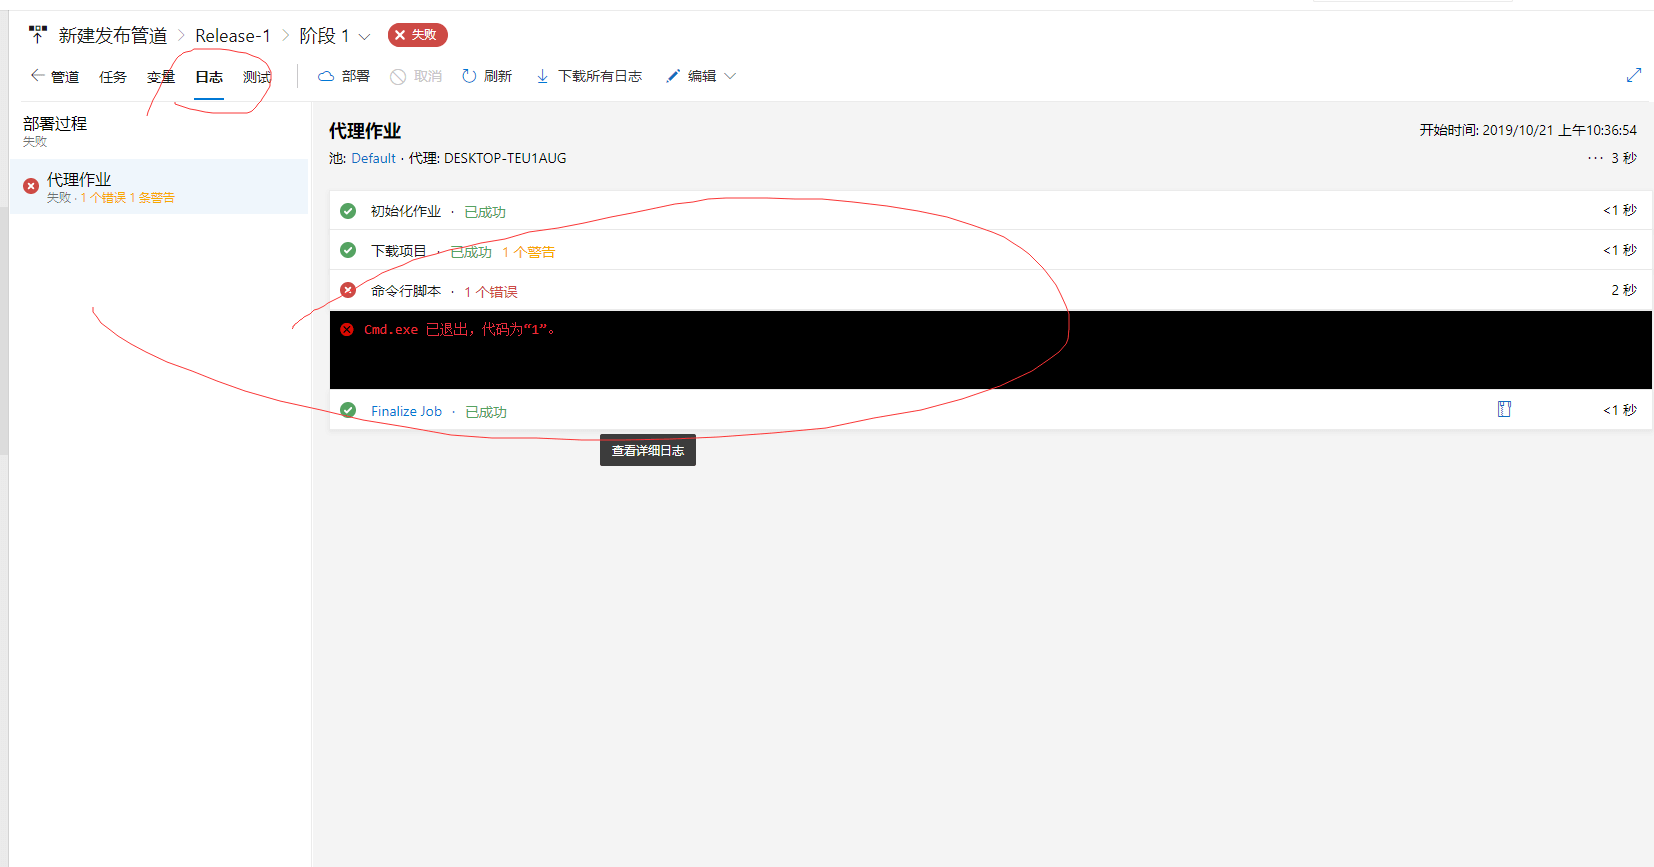 新建发布管道 > Release-1 > 阶段 1 失败
管道 任务 变量 日志 测试 部署 取消 刷新 下载所有日志 编辑
部署过程
失败
代理作业
失败 · 1 个错误 1 条警告
代理作业
开始时间: 2019/10/21 上午10:36:54
池: Default · 代理: DESKTOP-TEU1AUG
··· 3 秒
初始化作业 · 已成功 <1 秒
下载项目 · 已成功 1 个警告 <1 秒
命令行脚本 · 1 个错误 2 秒
Cmd.exe 已退出，代码为“1”。
Finalize Job · 已成功 <1 秒
查看详细日志